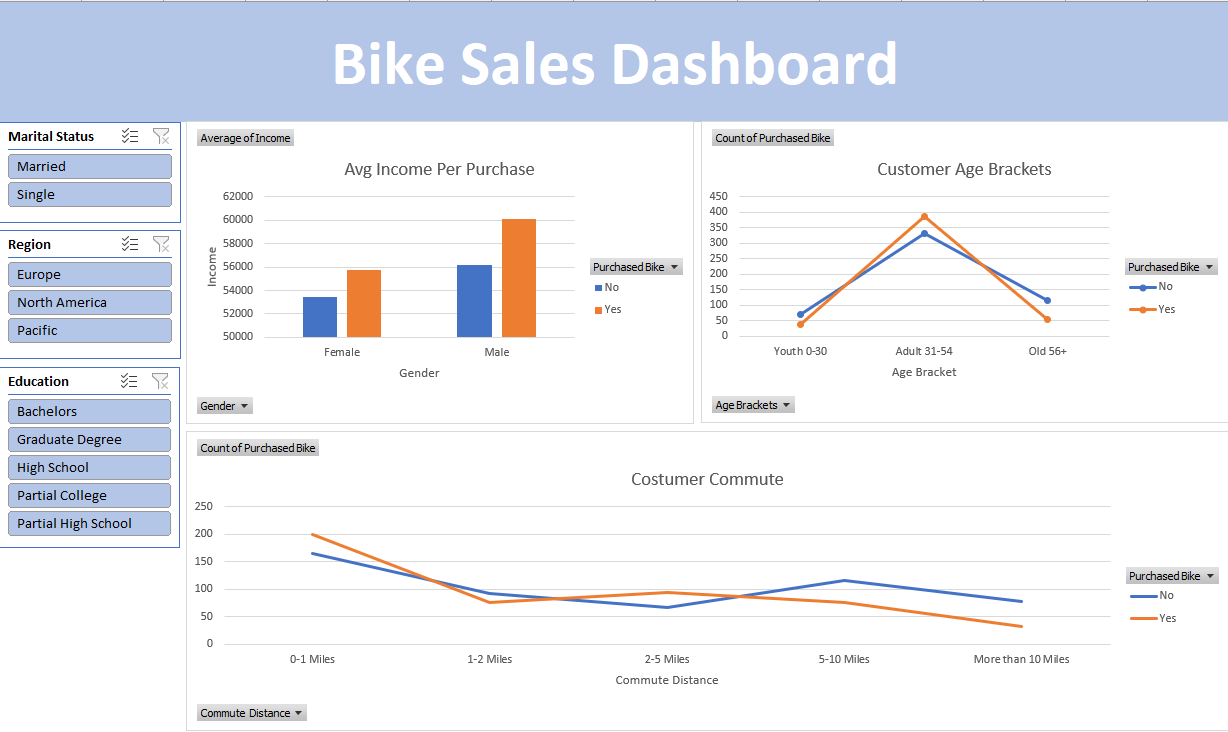 Bike Sales Dashboard
Marital Status
Married
Single
Region
Europe
North America
Pacific
Education
Bachelors
Graduate Degree
High School
Partial College
Partial High School
Average of Income
Avg Income Per Purchase
62000
60000
58000
56000
54000
52000
50000
Income
Female Male
Gender
Purchased Bike
No
Yes
Gender
Count of Purchased Bike
Customer Age Brackets
450
400
350
300
250
200
150
100
50
0
Youth 0-30 Adult 31-54 Old 56+
Age Bracket
Purchased Bike
No
Yes
Age Brackets
Count of Purchased Bike
Costumer Commute
250
200
150
100
50
0
0-1 Miles 1-2 Miles 2-5 Miles 5-10 Miles More than 10 Miles
Commute Distance
Purchased Bike
No
Yes
Commute Distance